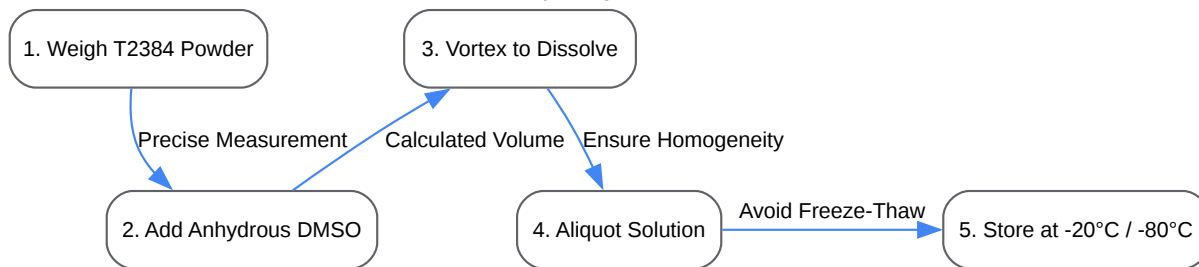 1. Weigh T2384 Powder
Precise Measurement
2. Add Anhydrous DMSO
Calculated Volume
3. Vortex to Dissolve
Ensure Homogeneity
4. Aliquot Solution
Avoid Freeze-Thaw
5. Store at -20°C / -80°C